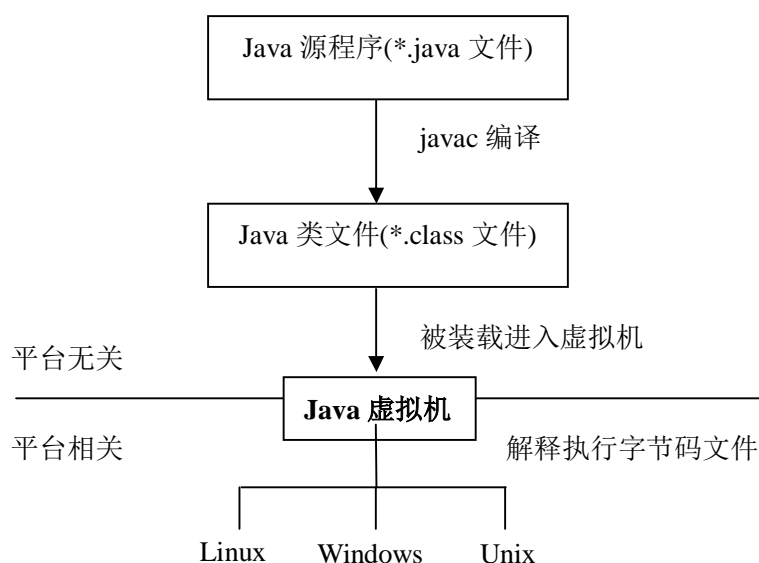 Java 源程序(*.java 文件)
javac 编译
Java 类文件(*.class 文件)
被装载进入虚拟机
平台无关
Java 虚拟机
平台相关
解释执行字节码文件
Linux
Windows
Unix